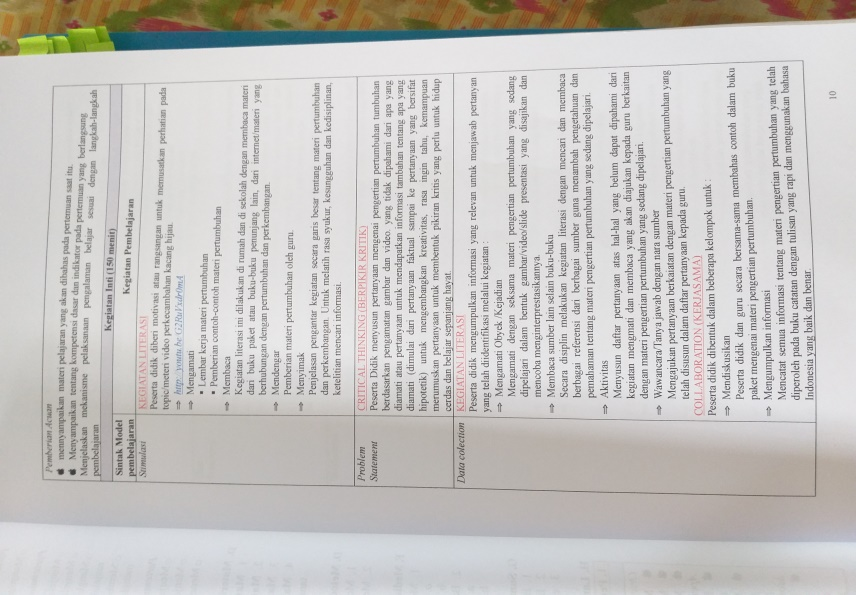 Pemberian Acuan
mennyampaikan materi pelajaran yang akan dibahas pada pertemuan saat itu.
Menyampaikan tentang kompetensi dasar dan indikator pada pertemuan yang berlangsung
Menjelaskan mekanisme pelaksanaan pengalaman belajar sesuai dengan langkah-langkah
pembelajaran
Kegiatan Inti (150 menit)
Sintak Model
pembelajaran
Kegiatan Pembelajaran
Stimulasi
KEGIATAN LITERASI
Peserta didik diberi motivasi atau rangsangan untuk memusatkan perhatian pada
topic/materi video perkecambahan kacang hijau.
⇒ Mengamati
▪ Lembar kerja materi pertumbuhan
▪ Pemberian contoh-contoh materi pertumbuhan
⇒ Membaca
Kegiatan literasi ini dilakukan di rumah dan di sekolah dengan membaca materi
dari buku paket atau buku-buku penunjang lain, dari internet/materi yang
berhubungan dengan pertumbuhan dan perkembangan.
⇒ Mendengar
Pemberian materi pertumbuhan oleh guru.
⇒ Menyimak
Penjelasan pengantar kegiatan secara garis besar tentang materi pertumbuhan
dan perkembangan. Untuk melatih rasa syukur, kesungguhan dan kedisplinan,
ketelitian mencari informasi.
Problem
Statement
CRITICAL THINKING (BERPIKIR KRITIK)
Peserta Didik menyusun pertanyaan mengenai pengertian pertumbuhan tumbuhan
berdasarkan pengamatan gambar dan video. yang tidak dipahami dari apa yang
diamati atau pertanyaan untuk mendapatkan informasi tambahan tentang apa yang
diamati (dimulai dari pertanyaan faktual sampai ke pertanyaan yang bersifat
hipotetik) untuk mengembangkan kreativitas, rasa ingin tahu, kemampuan
merumuskan pertanyaan untuk membentuk pikiran kritis yang perlu untuk hidup
cerdas dan belajar sepanjang hayat.
Data colection
KEGIATAN LITERASI
Peserta didik mengumpulkan informasi yang relevan untuk menjawab pertanyan
yang telah diidentifikasi melalui kegiatan :
⇒ Mengamati Obyek /Kejadian
Mengamati dengan seksama materi pengertian pertumbuhan yang sedang
dipelajari dalam bentuk gambar/video/slide presentasi yang disajikan dan
mencoba menginterprestasikannya.
⇒ Membaca sumber lain selain buku-buku
Secara disiplin melakukan kegiatan literasi dengan mencari dan membaca
berbagai referensi dari berbagai sumber guna menambah pengetahuan dan
pemahaman tentang materi pengertian pertumbuhan yang sedang dipelajari.
⇒ Aktivitas
Menyusun daftar pertanyaan atas hal-hal yang belum dapat dipahami dari
kegiatan mengmati dan membaca yang akan diajukan kepada guru berkaitan
dengan materi pengertian pertumbuhan yang sedang dipelajari.
⇒ Wawancara / Tanya jawab dengan nara sumber
Mengajukan pertanyaan berkaiatan dengan materi pengertian pertumbuhan yang
telah disusun dalam daftar pertanyaan kepada guru.
COLLABORATION (KERJASAMA)
Peserta didik dibentuk dalam beberapa kelompok untuk :
⇒ Mendiskusikan
Peserta didik dan guru secara bersama-sama membahas contoh dalam buku
paket mengenai materi pengertian pertumbuhan.
⇒ Mengumpulkan informasi
Mencatat semua informasi tentang materi pengertian pertumbuhan yang telah
diperoleh pada buku catatan dengan tulisan yang rapi dan menggunakan bahasa
Indonesia yang baik dan benar.
10